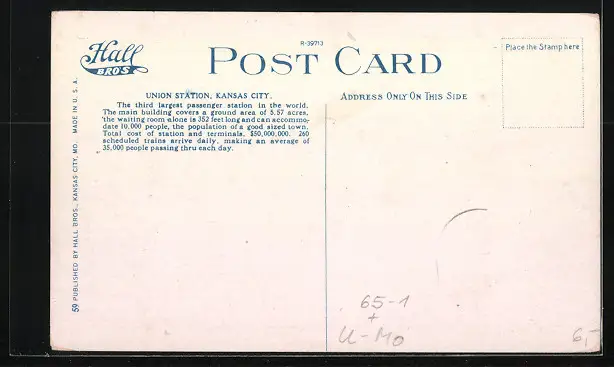 Hall
BRO'S
R-39713
POST CARD
Place the Stamp here
UNION STATION, KANSAS CITY.
The third largest passenger station in the world.
The main building covers a ground area of 5.57 acres,
the waiting room alone is 352 feet long and can accommo-
date 10,000 people, the population of a good sized town.
Total cost of station and terminals, $50,000,000. 260
scheduled trains arrive daily, making an average of
35,000 people passing thru each day.
ADDRESS ONLY ON THIS SIDE
59 PUBLISHED BY HALL BROS., KANSAS CITY, MO. MADE IN U. S. A.
65-1
+
U-Mo
6,-